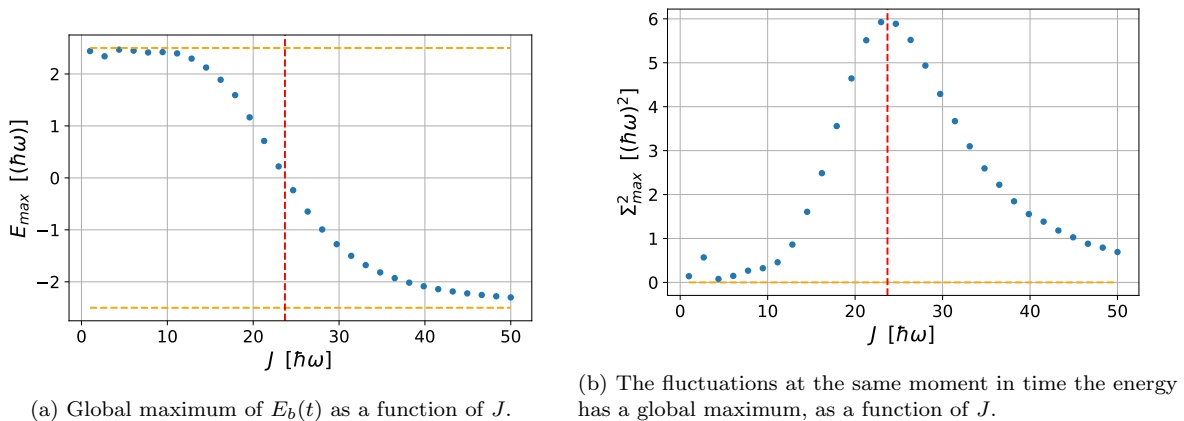 E_max [(ħω)]
2
1
0
−1
−2
0 10 20 30 40 50
J [ħω]
(a) Global maximum of E_b(t) as a function of J.
Σ²_max [(ħω)²]
6
5
4
3
2
1
0
0 10 20 30 40 50
J [ħω]
(b) The fluctuations at the same moment in time the energy
has a global maximum, as a function of J.